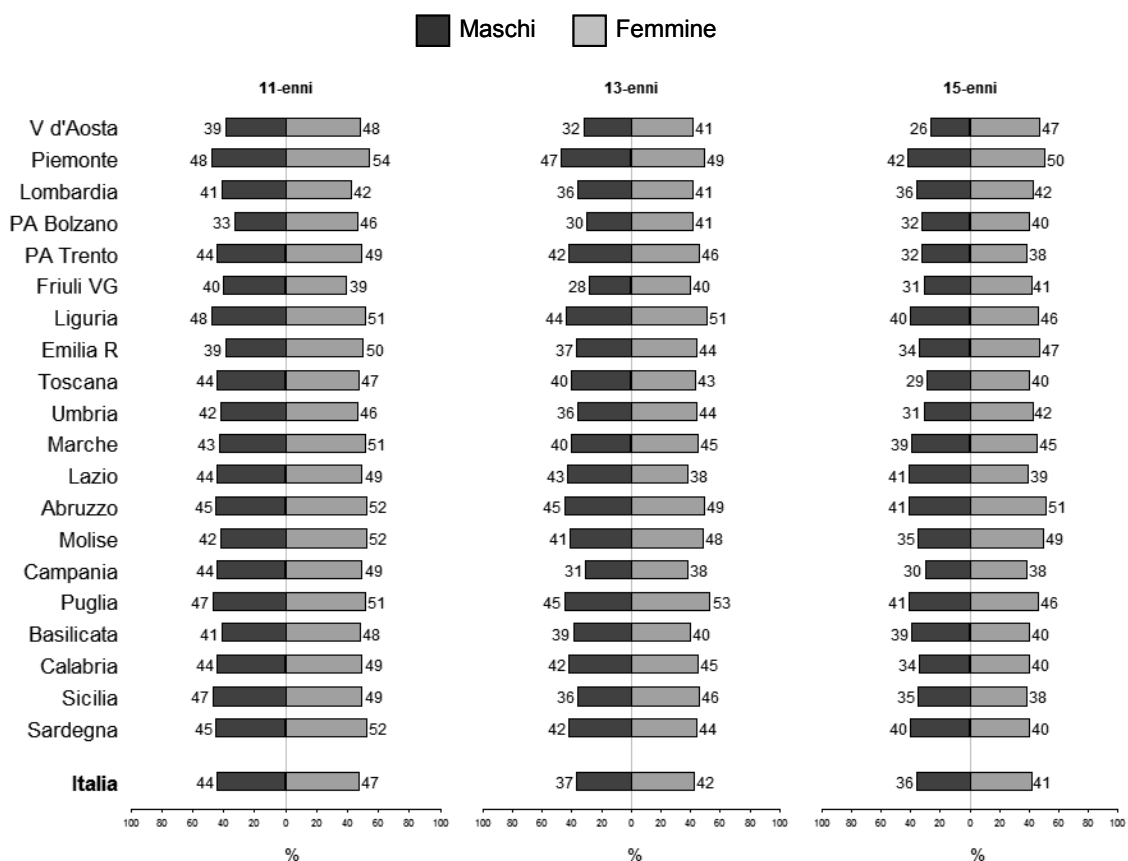 Maschi Femmine
11-enni 13-enni 15-enni
V d'Aosta 39 48 32 41 26 47
Piemonte 48 54 47 49 42 50
Lombardia 41 42 36 41 36 42
PA Bolzano 33 46 30 41 32 40
PA Trento 44 49 42 46 32 38
Friuli VG 40 39 28 40 31 41
Liguria 48 51 44 51 40 46
Emilia R 39 50 37 44 34 47
Toscana 44 47 40 43 29 40
Umbria 42 46 36 44 31 42
Marche 43 51 40 45 39 45
Lazio 44 49 43 38 41 39
Abruzzo 45 52 45 49 41 51
Molise 42 52 41 48 35 49
Campania 44 49 31 38 30 38
Puglia 47 51 45 53 41 46
Basilicata 41 48 39 40 39 40
Calabria 44 49 42 45 34 40
Sicilia 47 49 36 46 35 38
Sardegna 45 52 42 44 40 40
Italia 44 47 37 42 36 41
100 80 60 40 20 0 20 40 60 80 100 100 80 60 40 20 0 20 40 60 80 100 100 80 60 40 20 0 20 40 60 80 100
% % %